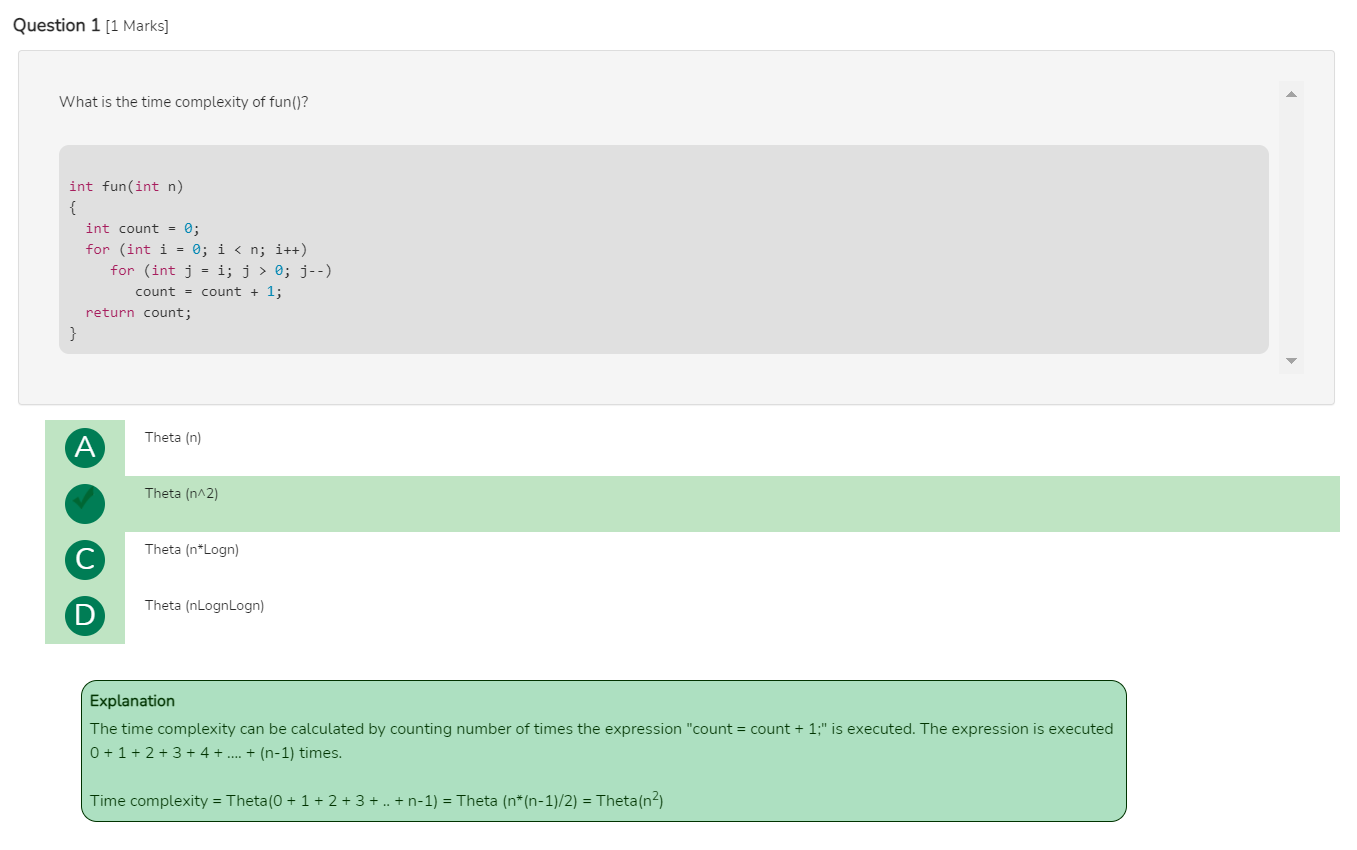 Question 1 [1 Marks]
What is the time complexity of fun()?
int fun(int n)
{
  int count = 0;
  for (int i = 0; i < n; i++)
     for (int j = i; j > 0; j--)
        count = count + 1;
  return count;
}
A Theta (n)
Theta (n^2)
C Theta (n*Logn)
D Theta (nLognLogn)
Explanation
The time complexity can be calculated by counting number of times the expression "count = count + 1;" is executed. The expression is executed
0 + 1 + 2 + 3 + 4 + .... + (n-1) times.
Time complexity = Theta(0 + 1 + 2 + 3 + .. + n-1) = Theta (n*(n-1)/2) = Theta(n²)